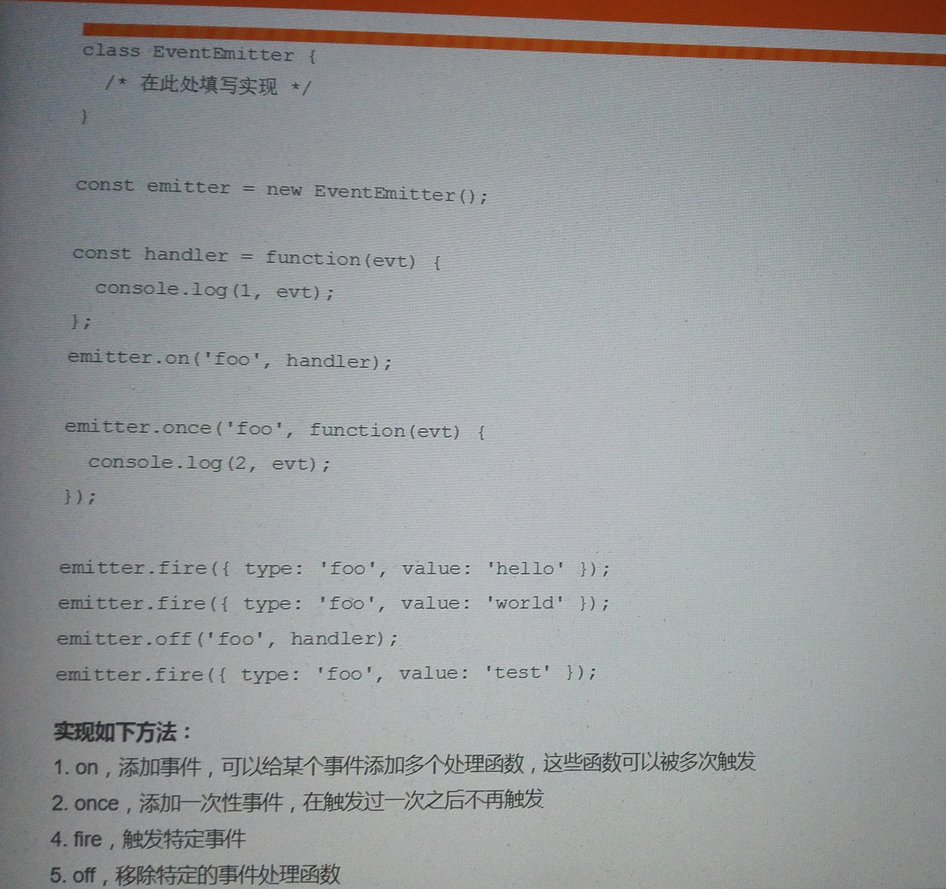 class EventEmitter {
/* 在此处填写实现 */
}
const emitter = new EventEmitter();
const handler = function(evt) {
console.log(1, evt);
};
emitter.on('foo', handler);
emitter.once('foo', function(evt) {
console.log(2, evt);
});
emitter.fire({ type: 'foo', value: 'hello' });
emitter.fire({ type: 'foo', value: 'world' });
emitter.off('foo', handler);
emitter.fire({ type: 'foo', value: 'test' });
实现如下方法：
1. on，添加事件，可以给某个事件添加多个处理函数，这些函数可以被多次触发
2. once，添加一次性事件，在触发过一次之后不再触发
4. fire，触发特定事件
5. off，移除特定的事件处理函数